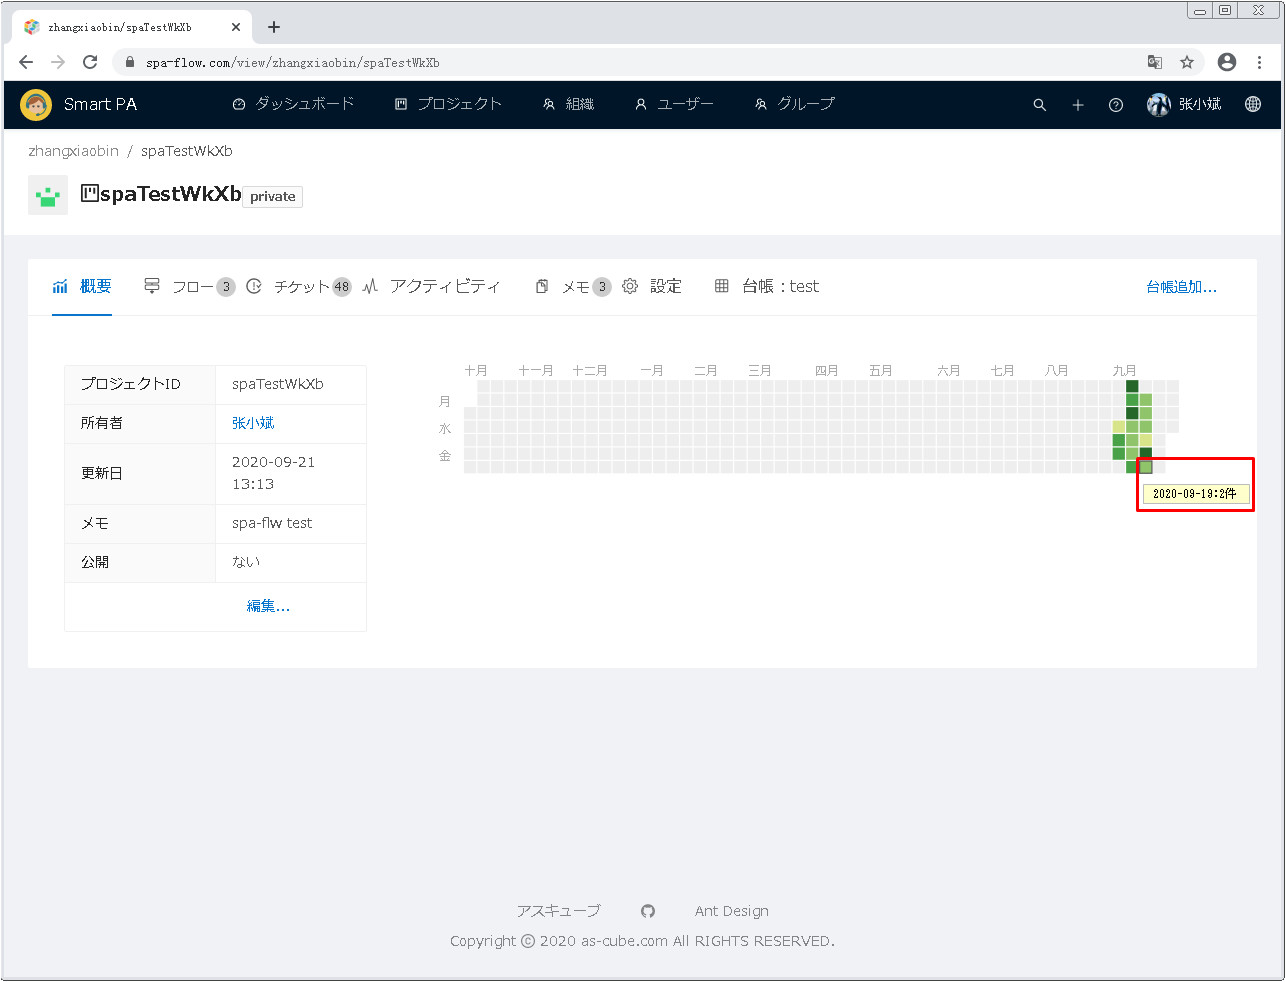 zhangxiaobin/spaTestWkXb
spa-flow.com/view/zhangxiaobin/spaTestWkXb
Smart PA ダッシュボード プロジェクト 組織 ユーザー グループ 张小斌
zhangxiaobin / spaTestWkXb
spaTestWkXb private
概要 フロー 3 チケット 48 アクティビティ メモ 3 設定 台帳：test 台帳追加...
プロジェクトID spaTestWkXb
所有者 张小斌
更新日 2020-09-21
13:13
メモ spa-flw test
公開 ない
編集...
十月 十一月 十二月 一月 二月 三月 四月 五月 六月 七月 八月 九月
月
水
金
2020-09-19:2件
アスキューブ Ant Design
Copyright © 2020 as-cube.com All RIGHTS RESERVED.